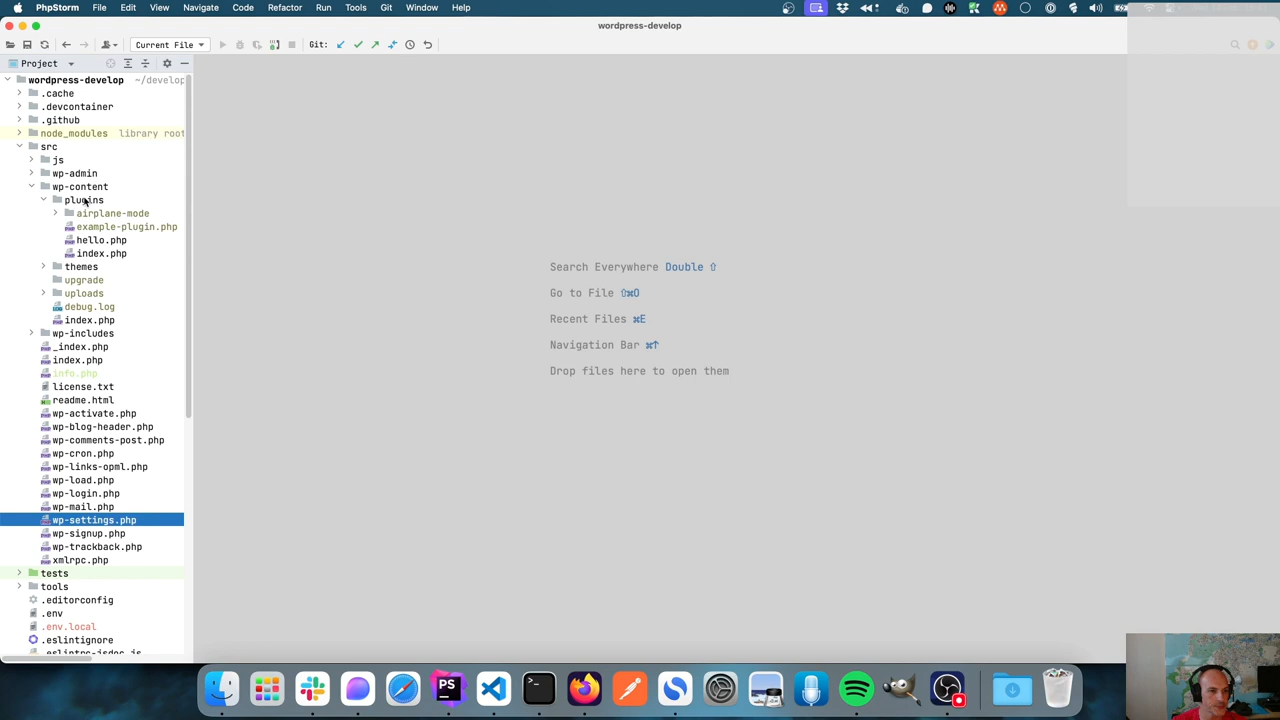 PhpStorm File Edit View Navigate Code Refactor Run Tools Git Window Help
wordpress-develop
Current File Git:
Project
wordpress-develop ~/develop
.cache
.devcontainer
.github
node_modules library root
src
js
wp-admin
wp-content
plugins
airplane-mode
example-plugin.php
hello.php
index.php
themes
upgrade
uploads
debug.log
index.php
wp-includes
_index.php
index.php
info.php
license.txt
readme.html
wp-activate.php
wp-blog-header.php
wp-comments-post.php
wp-cron.php
wp-links-opml.php
wp-load.php
wp-login.php
wp-mail.php
wp-settings.php
wp-signup.php
wp-trackback.php
xmlrpc.php
tests
tools
.editorconfig
.env
.env.local
.eslintignore
.eslintrc-jsdoc.js
Search Everywhere Double ⇧
Go to File ⇧⌘O
Recent Files ⌘E
Navigation Bar ⌘↑
Drop files here to open them
PS